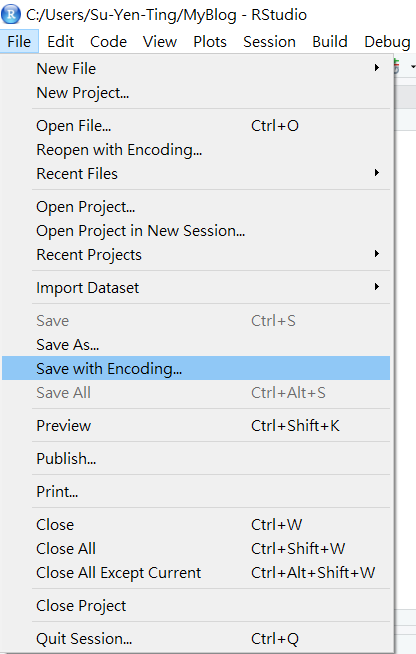 R C:/Users/Su-Yen-Ting/MyBlog - RStudio
File Edit Code View Plots Session Build Debug
New File
New Project...
Open File... Ctrl+O
Reopen with Encoding...
Recent Files
Open Project...
Open Project in New Session...
Recent Projects
Import Dataset
Save Ctrl+S
Save As...
Save with Encoding...
Save All Ctrl+Alt+S
Preview Ctrl+Shift+K
Publish...
Print...
Close Ctrl+W
Close All Ctrl+Shift+W
Close All Except Current Ctrl+Alt+Shift+W
Close Project
Quit Session... Ctrl+Q